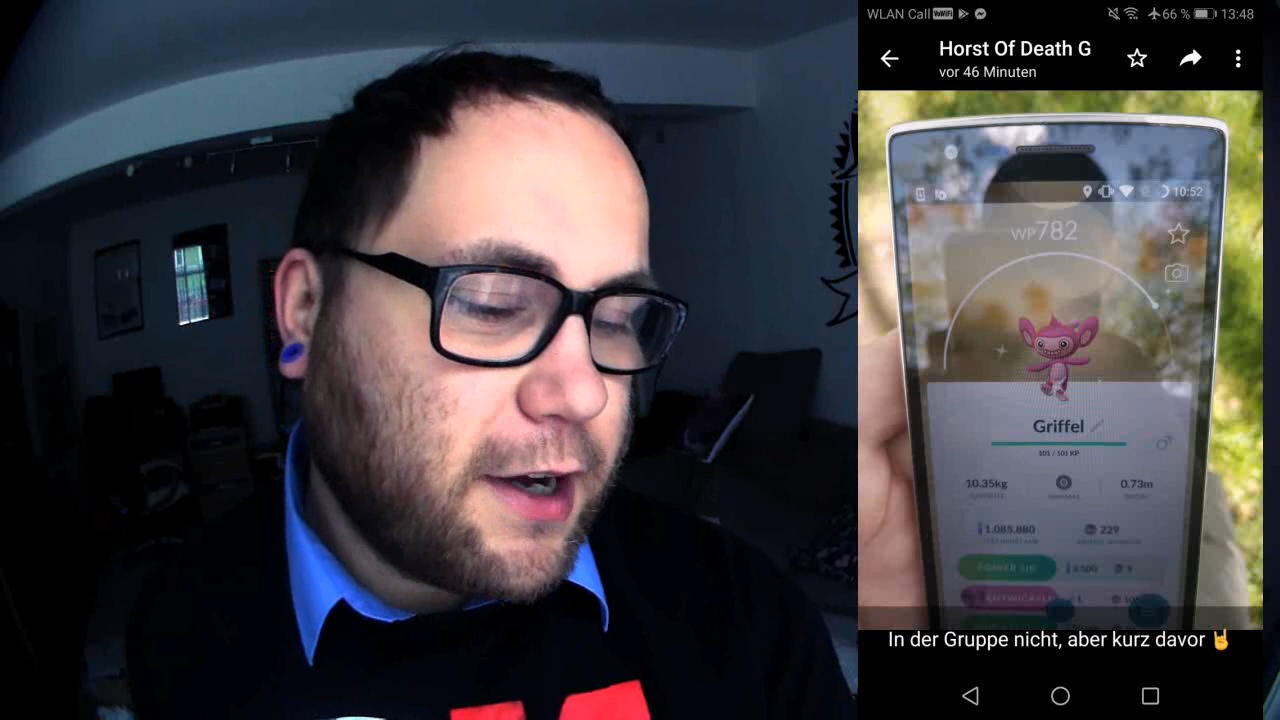 WLAN Call VoWiFi 66 % 13:48
Horst Of Death G
vor 46 Minuten
10:52
WP782
Griffel
101 / 101 KP
10.35kg 0.73m
1.085.880 229
POWER UP
In der Gruppe nicht, aber kurz davor 🤘